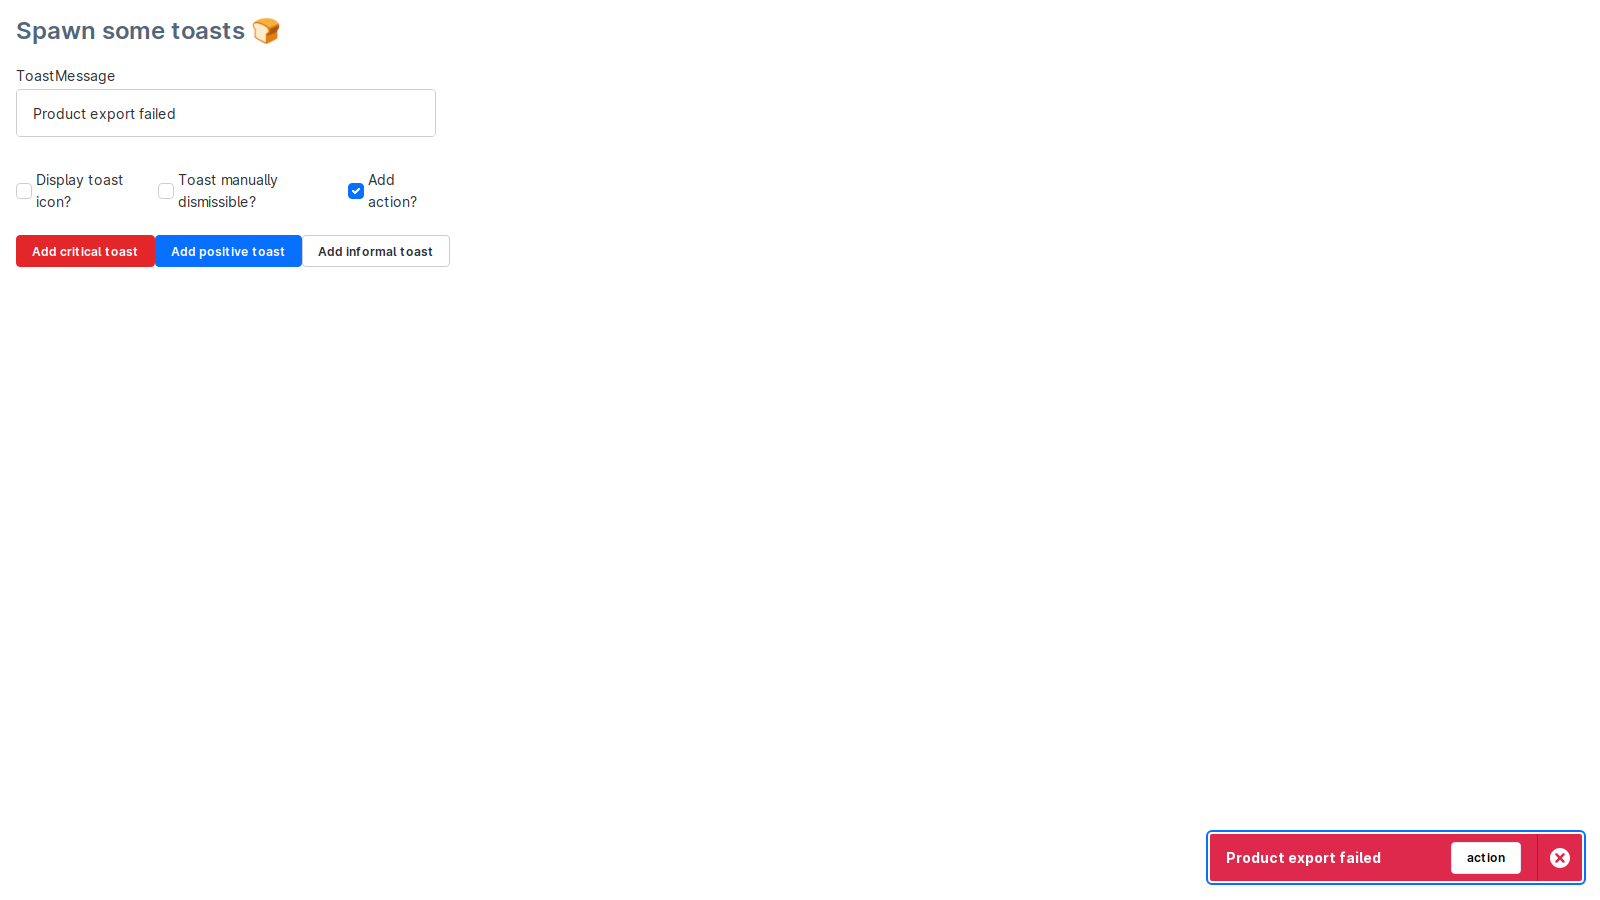 Spawn some toasts 🍞
ToastMessage
Product export failed
Display toast
icon?
Toast manually
dismissible?
Add
action?
Add critical toast
Add positive toast
Add informal toast
Product export failed
action